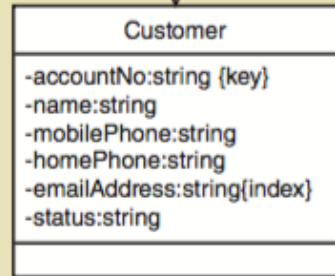 Customer
-accountNo:string {key}
-name:string
-mobilePhone:string
-homePhone:string
-emailAddress:string{index}
-status:string